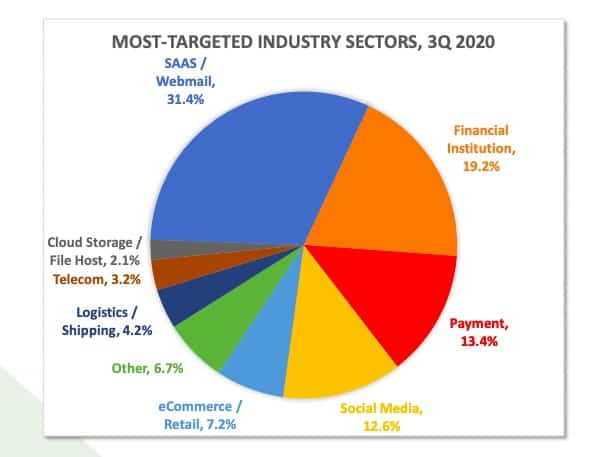 MOST-TARGETED INDUSTRY SECTORS, 3Q 2020
SAAS /
Webmail,
31.4%
Financial
Institution,
19.2%
Cloud Storage /
File Host, 2.1%
Telecom, 3.2%
Logistics /
Shipping, 4.2%
Payment,
13.4%
Other, 6.7%
eCommerce /
Retail, 7.2%
Social Media,
12.6%